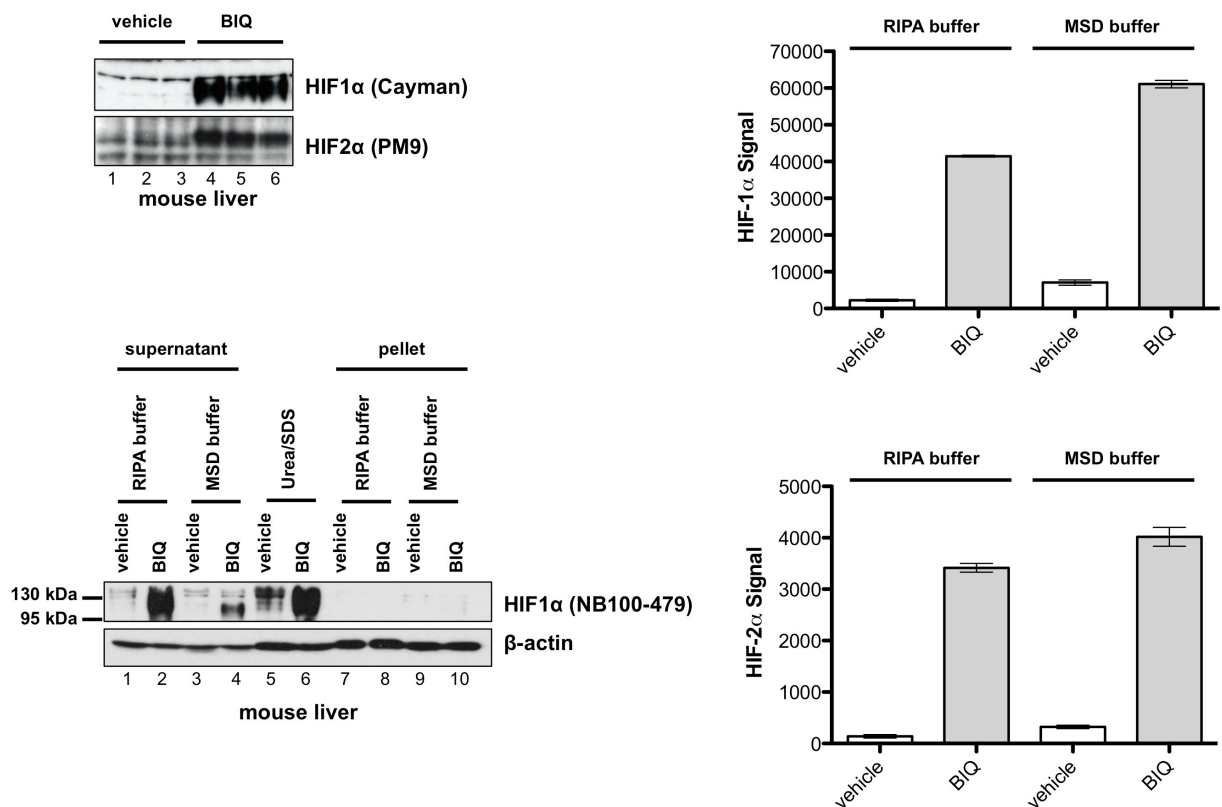 vehicle BIQ
HIF1α (Cayman)
HIF2α (PM9)
1 2 3 4 5 6
mouse liver
supernatant pellet
RIPA buffer MSD buffer Urea/SDS RIPA buffer MSD buffer
vehicle BIQ vehicle BIQ vehicle BIQ vehicle BIQ vehicle BIQ
130 kDa
95 kDa
HIF1α (NB100-479)
β-actin
1 2 3 4 5 6 7 8 9 10
mouse liver
RIPA buffer MSD buffer
HIF-1α Signal
70000
60000
50000
40000
30000
20000
10000
0
vehicle BIQ vehicle BIQ
RIPA buffer MSD buffer
HIF-2α Signal
5000
4000
3000
2000
1000
0
vehicle BIQ vehicle BIQ